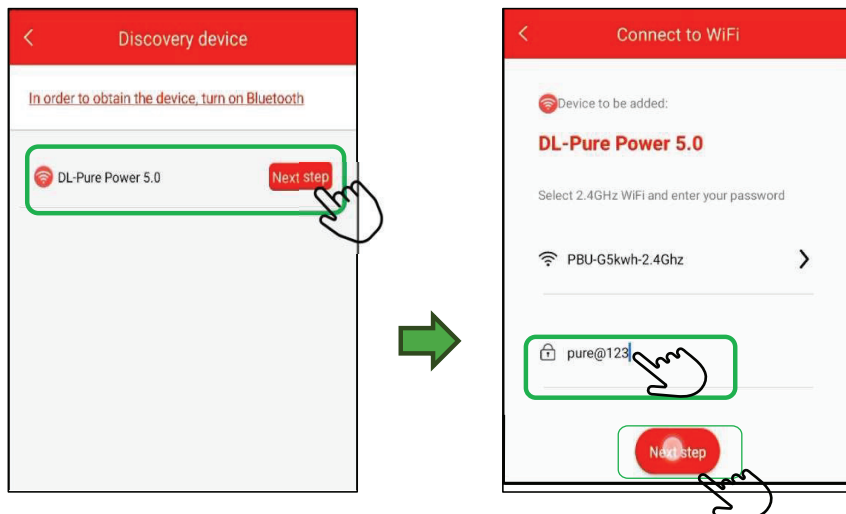 Discovery device
In order to obtain the device, turn on Bluetooth
DL-Pure Power 5.0
Next step
Connect to WiFi
Device to be added:
DL-Pure Power 5.0
Select 2.4GHz WiFi and enter your password
PBU-G5kwh-2.4Ghz
pure@123
Next step